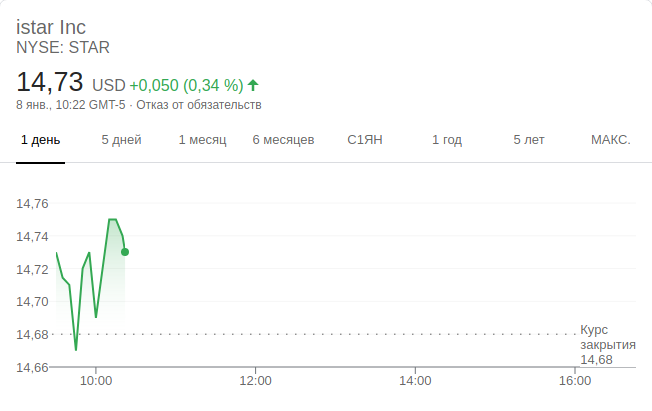 istar Inc
NYSE: STAR
14,73 USD +0,050 (0,34 %)
8 янв., 10:22 GMT-5 · Отказ от обязательств
1 день 5 дней 1 месяц 6 месяцев С1ЯН 1 год 5 лет МАКС.
14,76
14,74
14,72
14,70
14,68
14,66
Курс
закрытия
14,68
10:00 12:00 14:00 16:00